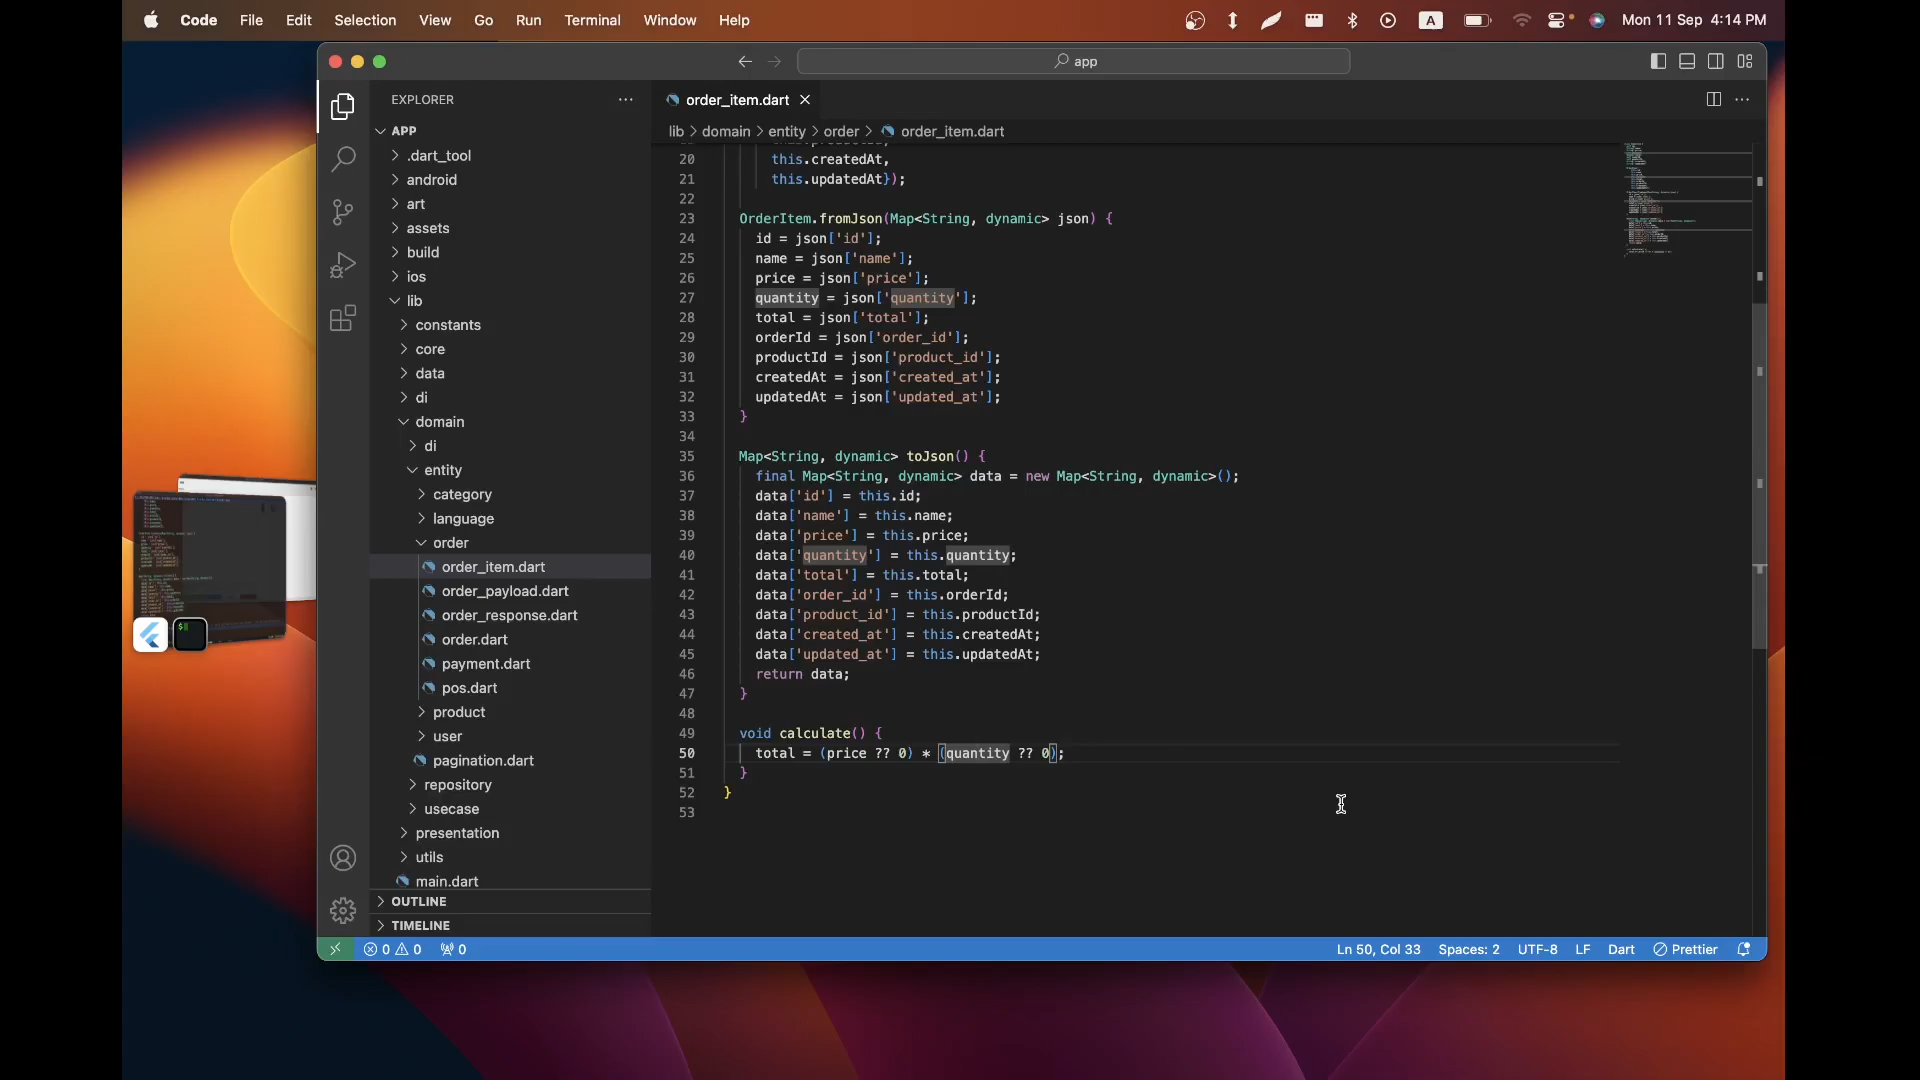 Code File Edit Selection View Go Run Terminal Window Help A Mon 11 Sep 4:14 PM
app
EXPLORER
order_item.dart
lib > domain > entity > order > order_item.dart
APP
.dart_tool
android
art
assets
build
ios
lib
constants
core
data
di
domain
di
entity
category
language
order
order_item.dart
order_payload.dart
order_response.dart
order.dart
payment.dart
pos.dart
product
user
pagination.dart
repository
usecase
presentation
utils
main.dart
OUTLINE
TIMELINE
20 this.createdAt,
21 this.updatedAt});
22
23 OrderItem.fromJson(Map<String, dynamic> json) {
24 id = json['id'];
25 name = json['name'];
26 price = json['price'];
27 quantity = json['quantity'];
28 total = json['total'];
29 orderId = json['order_id'];
30 productId = json['product_id'];
31 createdAt = json['created_at'];
32 updatedAt = json['updated_at'];
33 }
34
35 Map<String, dynamic> toJson() {
36 final Map<String, dynamic> data = new Map<String, dynamic>();
37 data['id'] = this.id;
38 data['name'] = this.name;
39 data['price'] = this.price;
40 data['quantity'] = this.quantity;
41 data['total'] = this.total;
42 data['order_id'] = this.orderId;
43 data['product_id'] = this.productId;
44 data['created_at'] = this.createdAt;
45 data['updated_at'] = this.updatedAt;
46 return data;
47 }
48
49 void calculate() {
50 total = (price ?? 0) * (quantity ?? 0);
51 }
52 }
53
0 0 0 Ln 50, Col 33 Spaces: 2 UTF-8 LF Dart Prettier